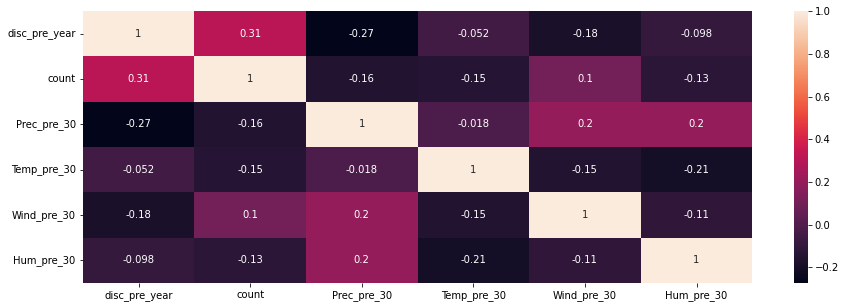 disc_pre_year 1 0.31 -0.27 -0.052 -0.18 -0.098
count 0.31 1 -0.16 -0.15 0.1 -0.13
Prec_pre_30 -0.27 -0.16 1 -0.018 0.2 0.2
Temp_pre_30 -0.052 -0.15 -0.018 1 -0.15 -0.21
Wind_pre_30 -0.18 0.1 0.2 -0.15 1 -0.11
Hum_pre_30 -0.098 -0.13 0.2 -0.21 -0.11 1
disc_pre_year count Prec_pre_30 Temp_pre_30 Wind_pre_30 Hum_pre_30
1.0
0.8
0.6
0.4
0.2
0.0
-0.2